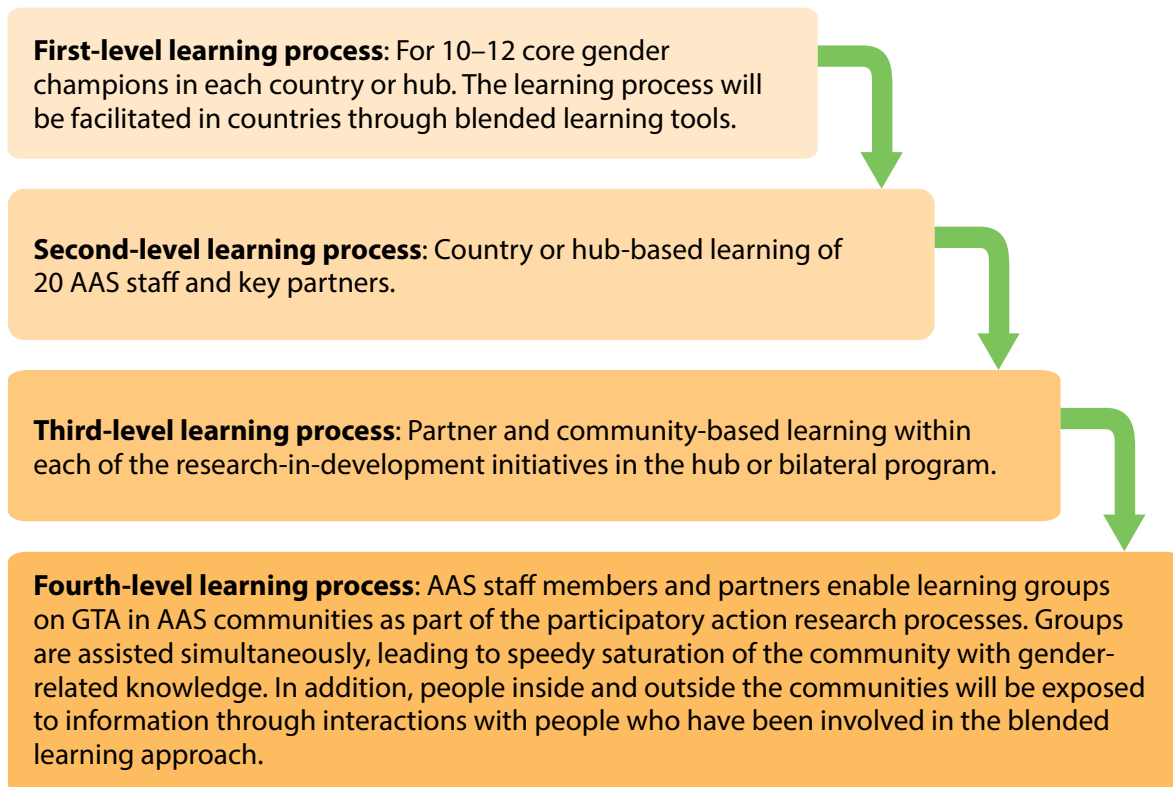 First-level learning process: For 10–12 core gender
champions in each country or hub. The learning process will
be facilitated in countries through blended learning tools.
Second-level learning process: Country or hub-based learning of
20 AAS staff and key partners.
Third-level learning process: Partner and community-based learning within
each of the research-in-development initiatives in the hub or bilateral program.
Fourth-level learning process: AAS staff members and partners enable learning groups
on GTA in AAS communities as part of the participatory action research processes. Groups
are assisted simultaneously, leading to speedy saturation of the community with gender-
related knowledge. In addition, people inside and outside the communities will be exposed
to information through interactions with people who have been involved in the blended
learning approach.